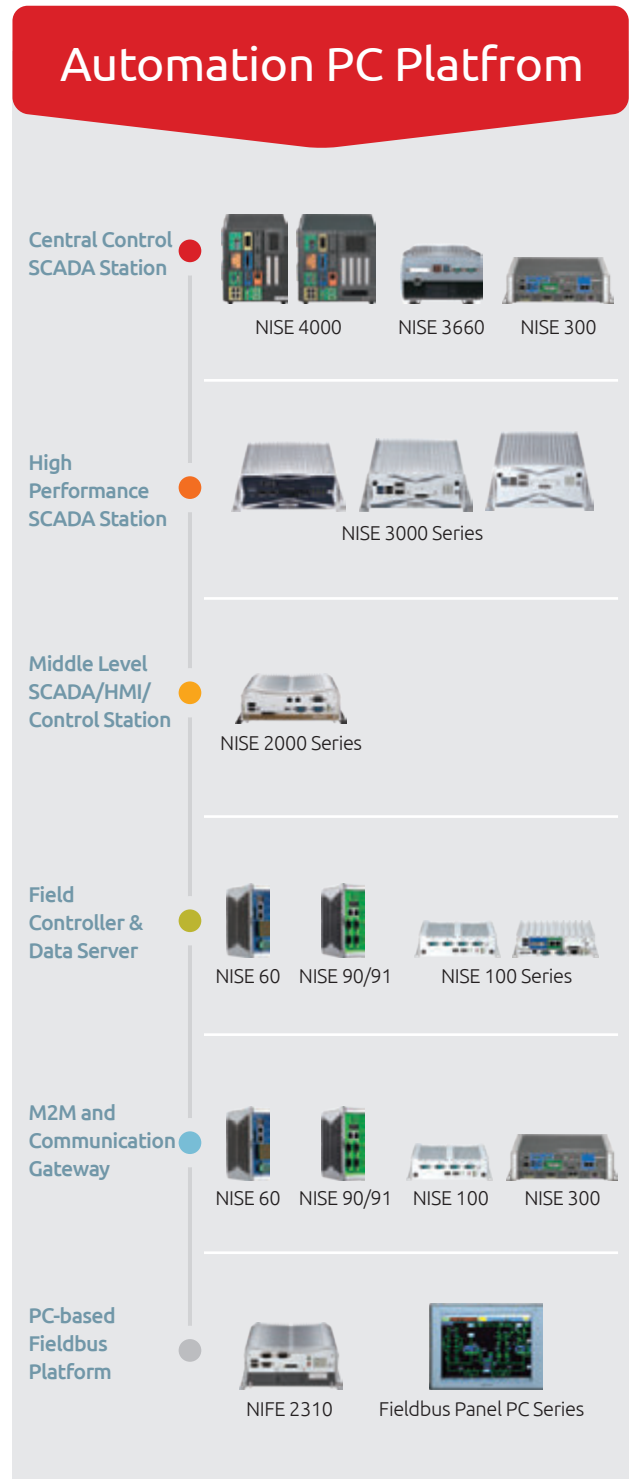 Automation PC Platfrom
Central Control
SCADA Station
NISE 4000
NISE 3660
NISE 300
High
Performance
SCADA Station
NISE 3000 Series
Middle Level
SCADA/HMI/
Control Station
NISE 2000 Series
Field
Controller &
Data Server
NISE 60
NISE 90/91
NISE 100 Series
M2M and
Communication
Gateway
NISE 60
NISE 90/91
NISE 100
NISE 300
PC-based
Fieldbus
Platform
NIFE 2310
Fieldbus Panel PC Series